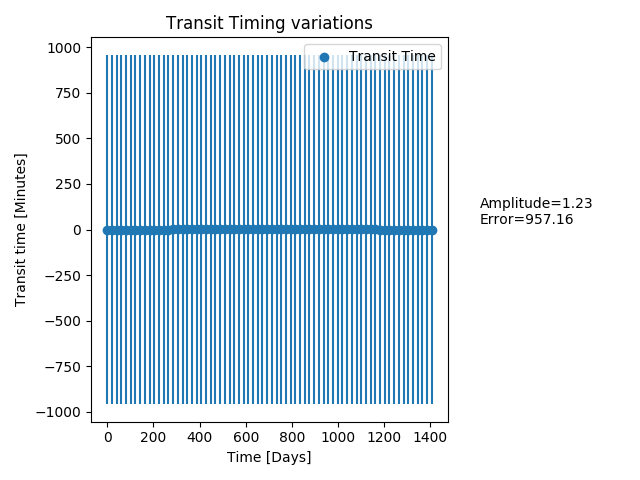 Transit Timing variations
Transit Time
Transit time [Minutes]
1000
750
500
250
0
−250
−500
−750
−1000
0 200 400 600 800 1000 1200 1400
Time [Days]
Amplitude=1.23
Error=957.16